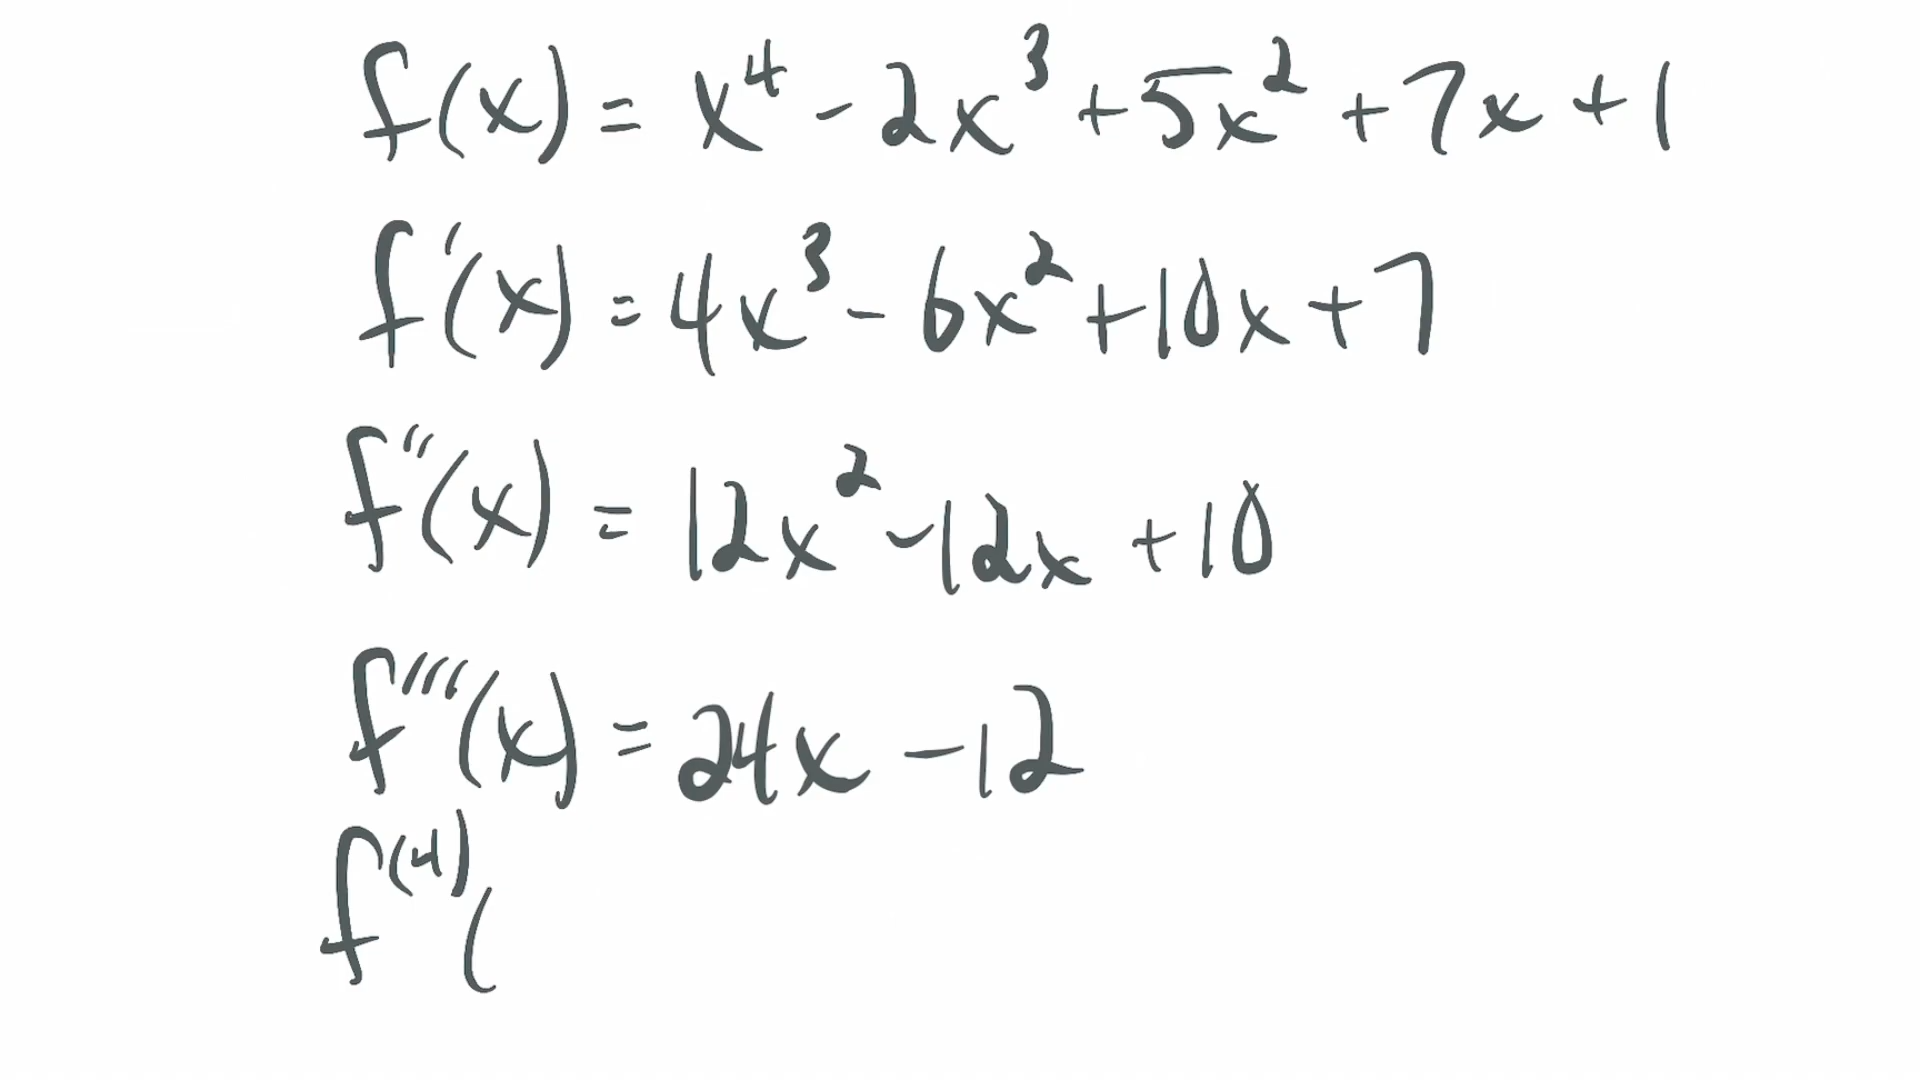 f(x) = x⁴ - 2x³ + 5x² + 7x + 1
f'(x) = 4x³ - 6x² + 10x + 7
f''(x) = 12x² - 12x + 10
f'''(x) = 24x - 12
f⁽⁴⁾(